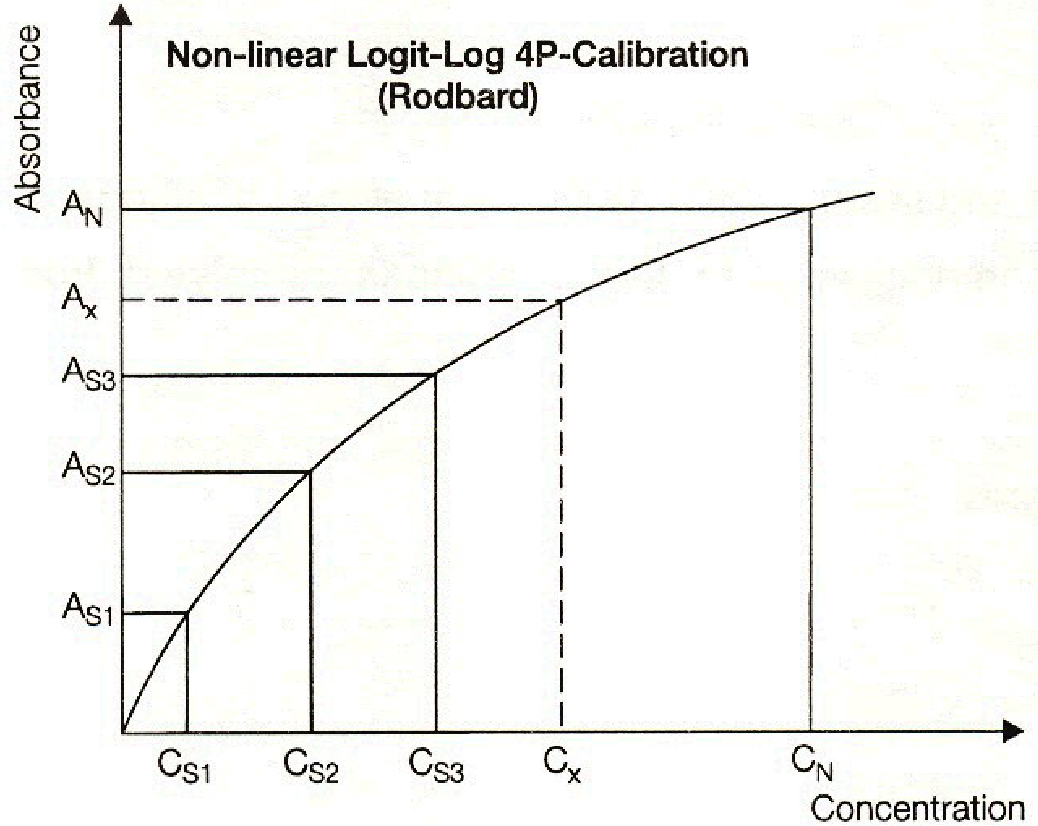 Absorbance
Non-linear Logit-Log 4P-Calibration
(Rodbard)
A_N
A_x
A_S3
A_S2
A_S1
C_S1 C_S2 C_S3 C_x C_N
Concentration